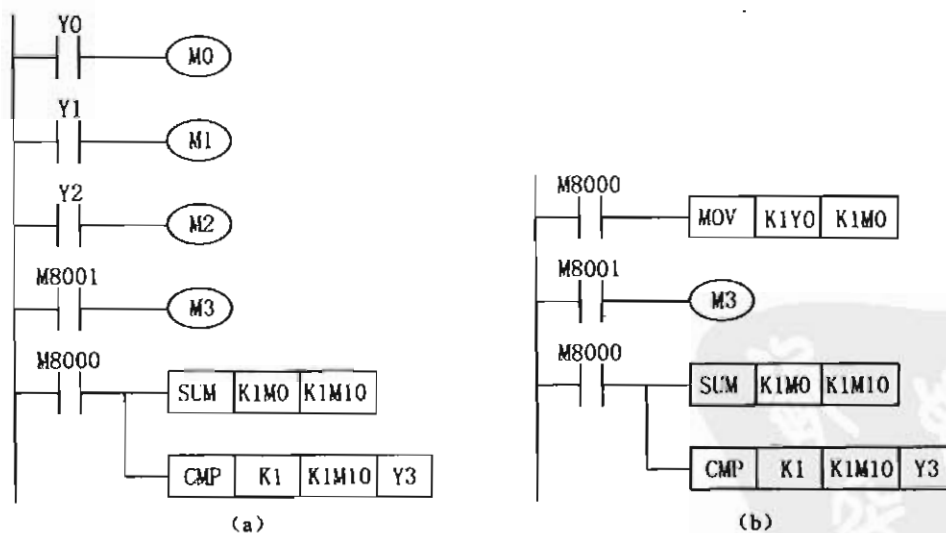 Y0
M0
Y1
M1
Y2
M2
M8001
M3
M8000
SUM K1M0 K1M10
CMP K1 K1M10 Y3
(a)
M8000
MOV K1Y0 K1M0
M8001
M3
M8000
SUM K1M0 K1M10
CMP K1 K1M10 Y3
(b)